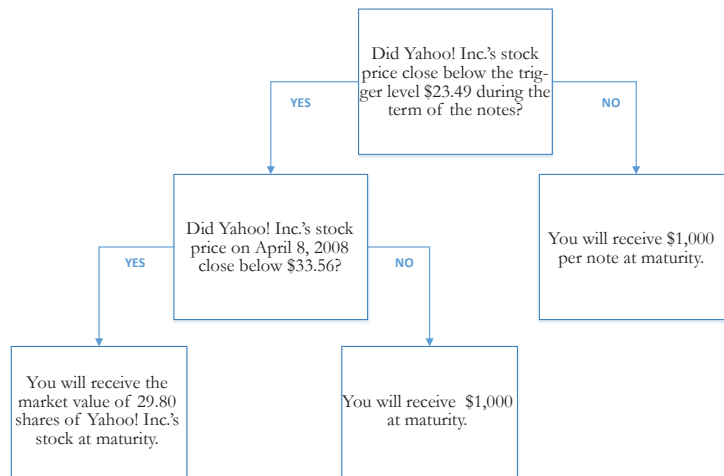 Did Yahoo! Inc.'s stock
price close below the trig-
ger level $23.49 during the
term of the notes?
YES
NO
Did Yahoo! Inc.'s stock
price on April 8, 2008
close below $33.56?
You will receive $1,000
per note at maturity.
YES
NO
You will receive the
market value of 29.80
shares of Yahoo! Inc.'s
stock at maturity.
You will receive $1,000
at maturity.